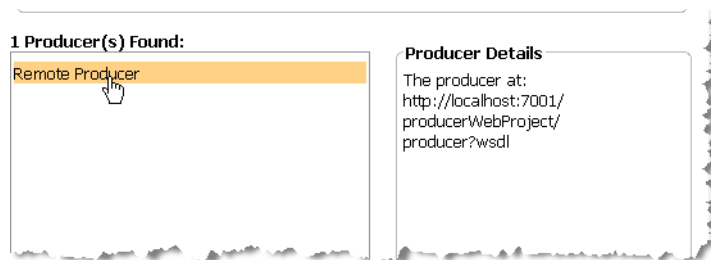 1 Producer(s) Found:
Remote Producer
Producer Details
The producer at:
http://localhost:7001/
producerWebProject/
producer?wsdl